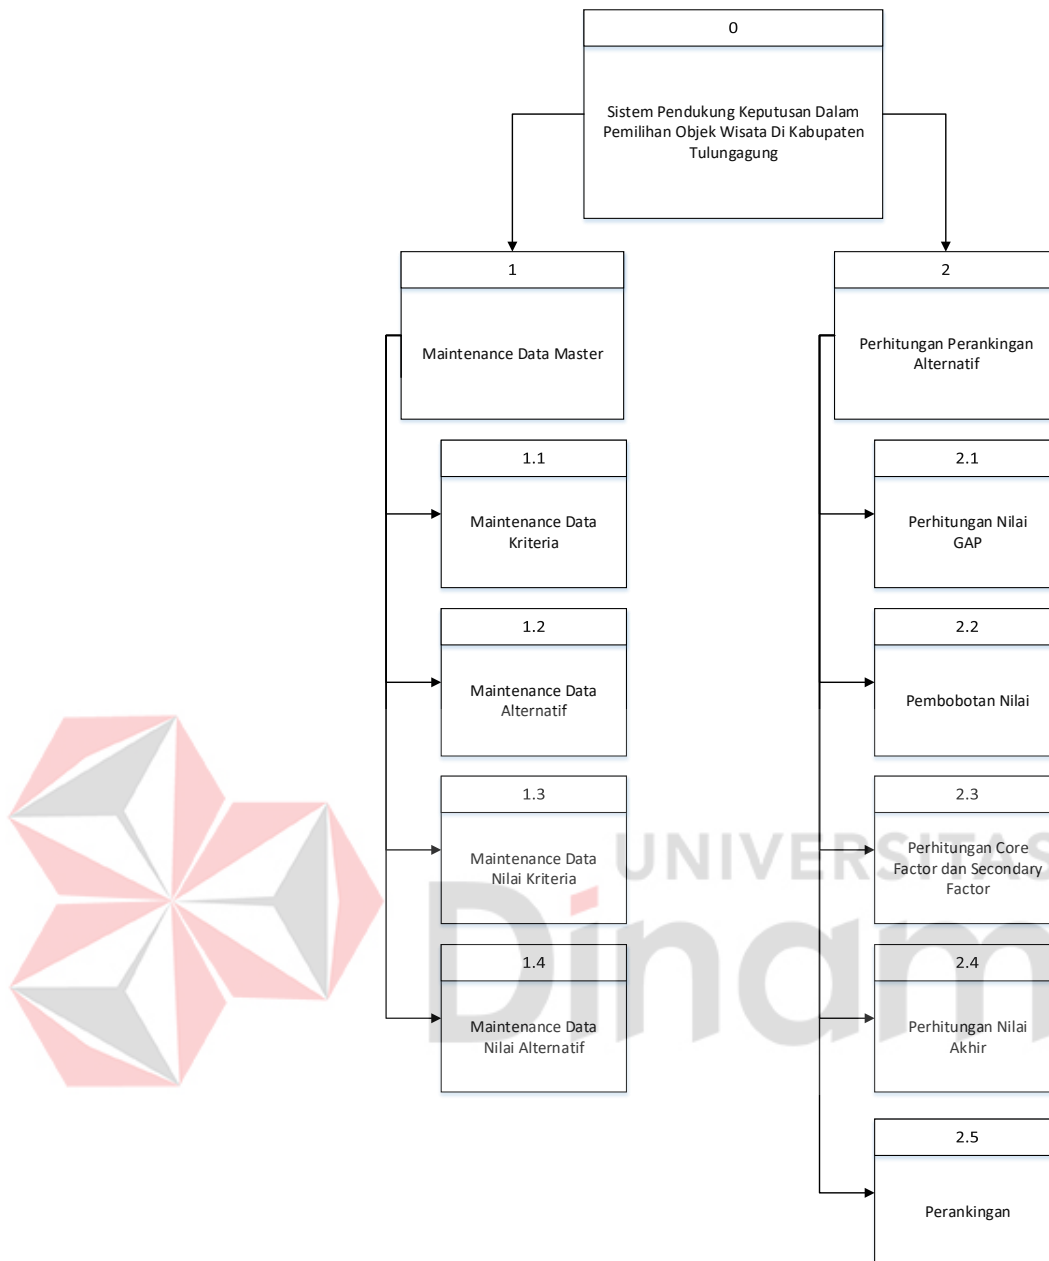 0
Sistem Pendukung Keputusan Dalam
Pemilihan Objek Wisata Di Kabupaten
Tulungagung
1
Maintenance Data Master
2
Perhitungan Perankingan
Alternatif
1.1
Maintenance Data
Kriteria
2.1
Perhitungan Nilai
GAP
1.2
Maintenance Data
Alternatif
2.2
Pembobotan Nilai
1.3
Maintenance Data
Nilai Kriteria
2.3
Perhitungan Core
Factor dan Secondary
Factor
UNIVERSITAS
Dinam
1.4
Maintenance Data
Nilai Alternatif
2.4
Perhitungan Nilai
Akhir
2.5
Perankingan